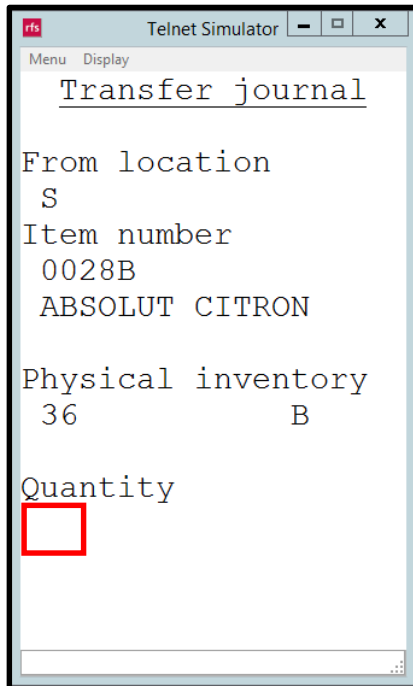 rfs Telnet Simulator
Menu Display
Transfer journal
From location
S
Item number
0028B
ABSOLUT CITRON
Physical inventory
36 B
Quantity